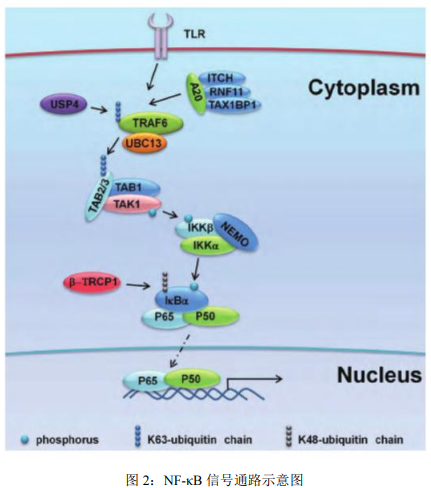 TLR
Cytoplasm
ITCH
RNF11
TAX1BP1
A20
USP4
TRAF6
UBC13
TAB2/3
TAB1
TAK1
IKKβ
NEMO
IKKα
β-TRCP1
IκBα
P65 P50
P65 P50
Nucleus
phosphorus K63-ubiquitin chain K48-ubiquitin chain
图 2：NF-κB 信号通路示意图